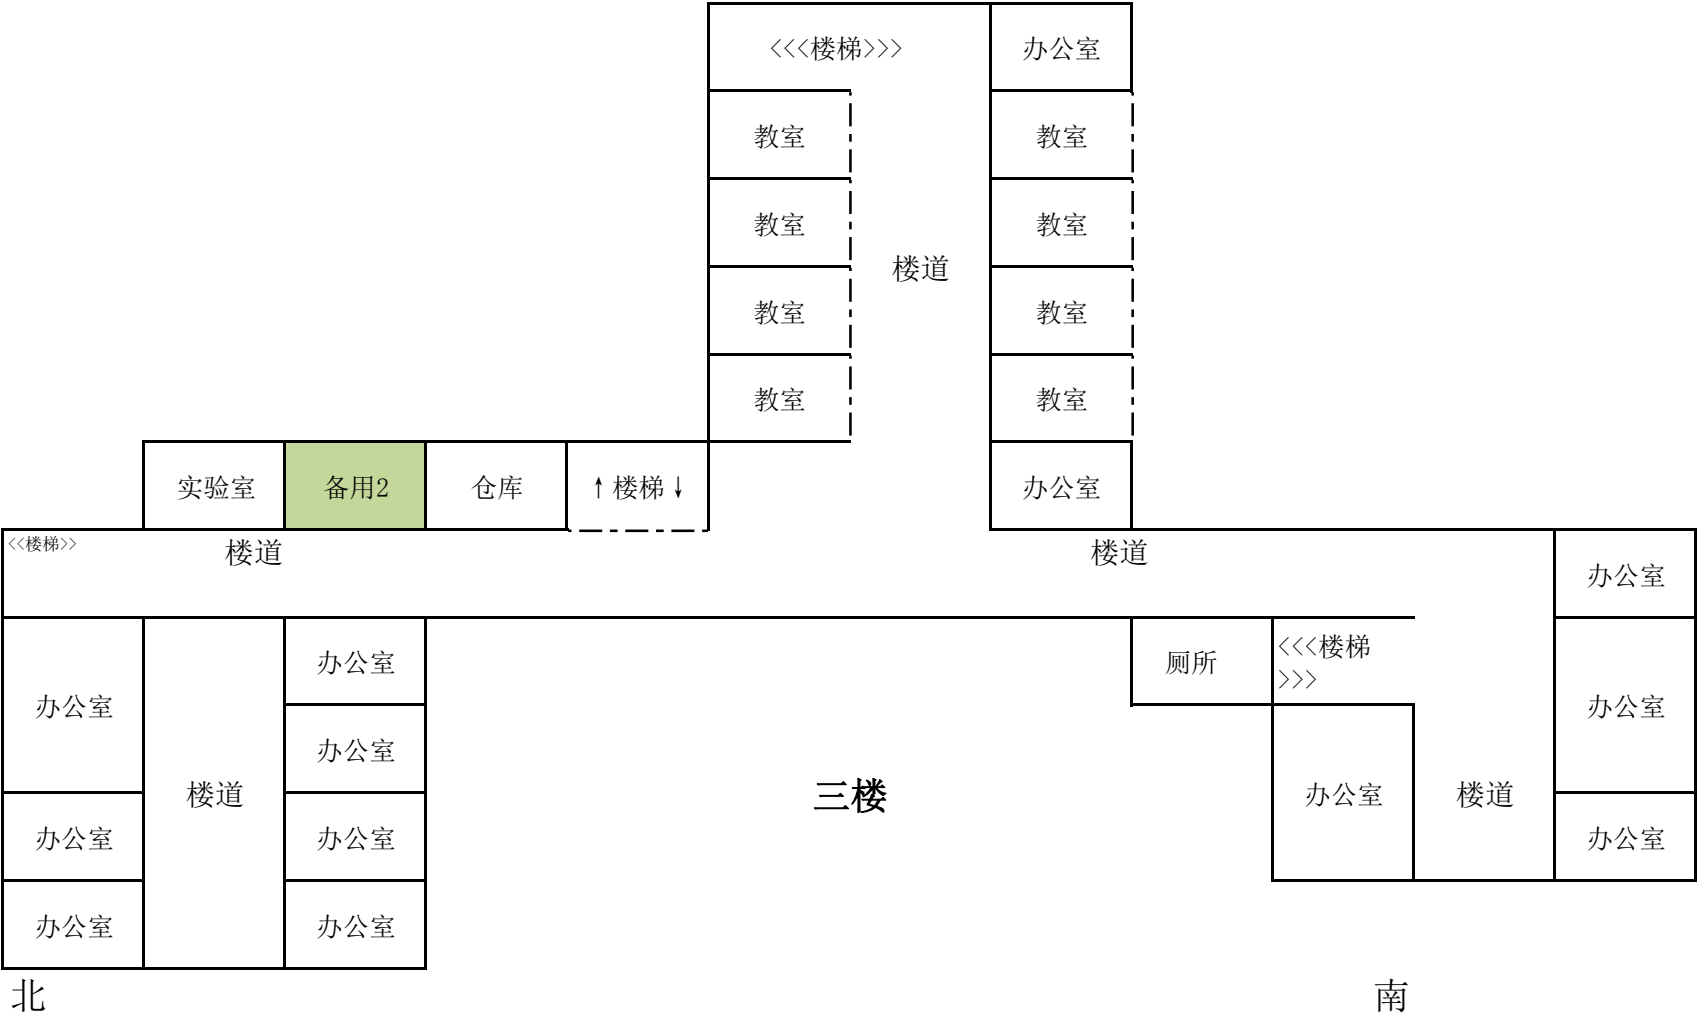 <<<楼梯>>>
办公室
教室
教室
教室
教室
楼道
教室
教室
教室
教室
实验室
备用2
仓库
↑楼梯↓
办公室
<<楼梯>>
楼道
楼道
办公室
办公室
厕所
<<<楼梯
>>>
办公室
办公室
办公室
楼道
三楼
办公室
楼道
办公室
办公室
办公室
办公室
办公室
北
南